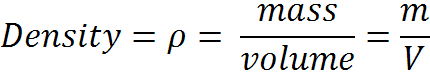 Density = ρ = mass/volume = m/V